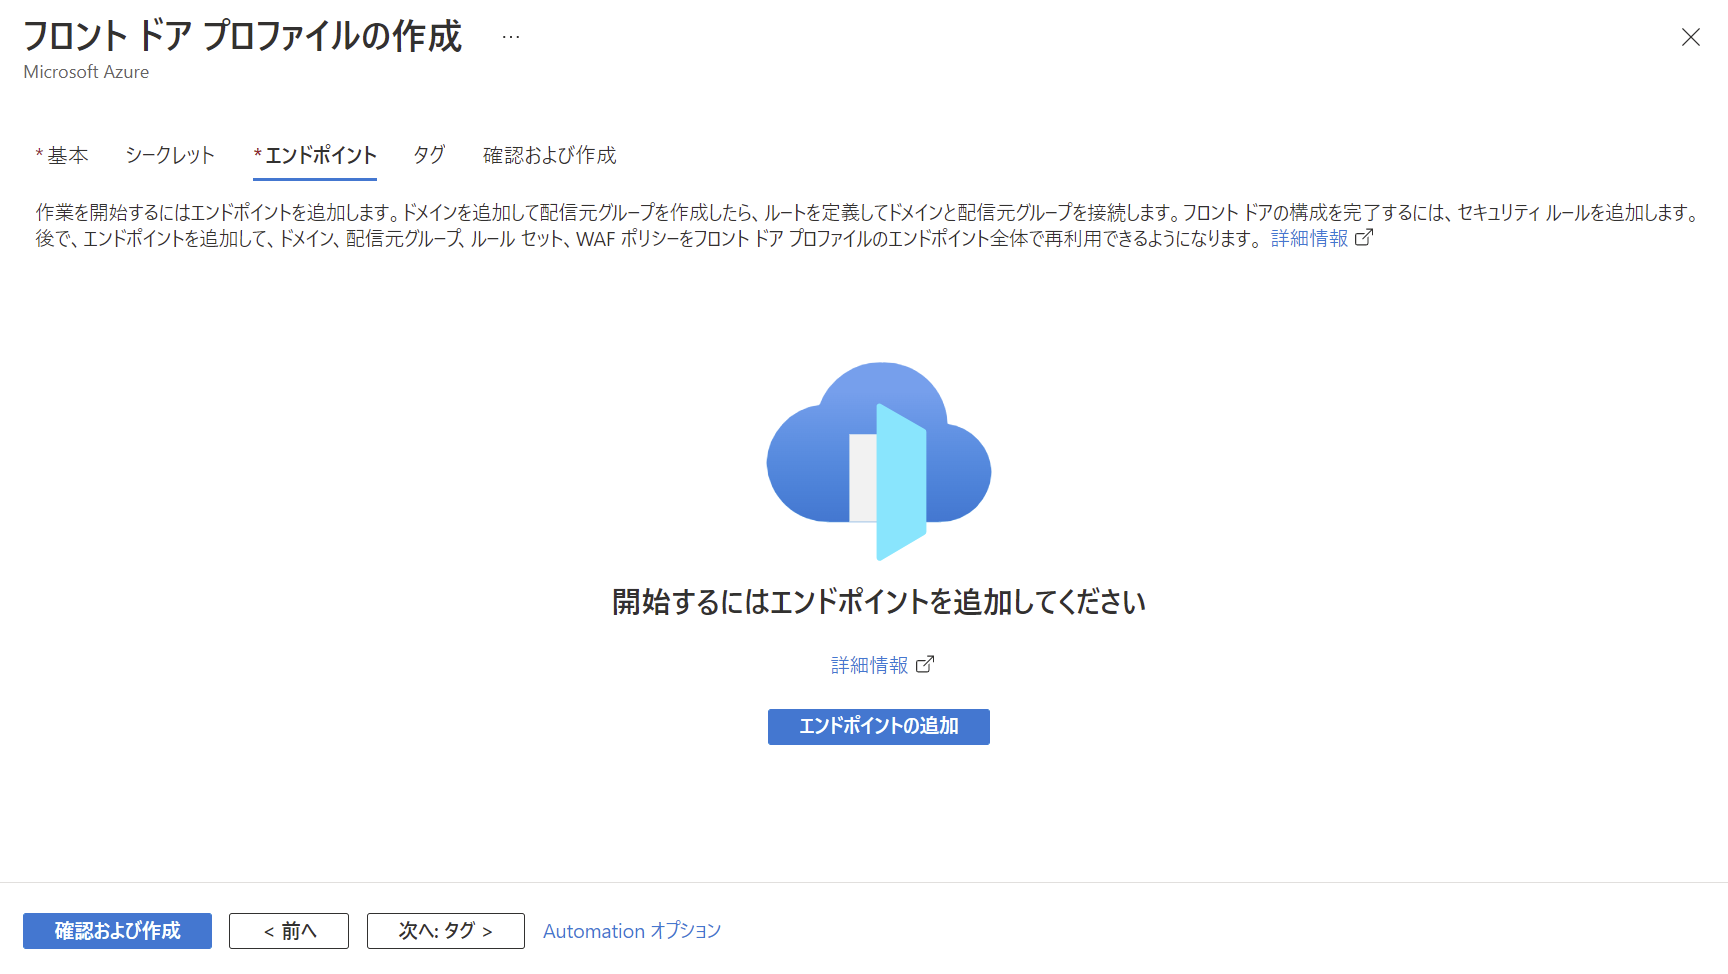 フロント ドア プロファイルの作成 …
Microsoft Azure
* 基本 シークレット * エンドポイント タグ 確認および作成
作業を開始するにはエンドポイントを追加します。ドメインを追加して配信元グループを作成したら、ルートを定義してドメインと配信元グループを接続します。フロント ドアの構成を完了するには、セキュリティ ルールを追加します。
後で、エンドポイントを追加して、ドメイン、配信元グループ、ルール セット、WAF ポリシーをフロント ドア プロファイルのエンドポイント全体で再利用できるようになります。 詳細情報
開始するにはエンドポイントを追加してください
詳細情報
エンドポイントの追加
確認および作成 < 前へ 次へ: タグ > Automation オプション